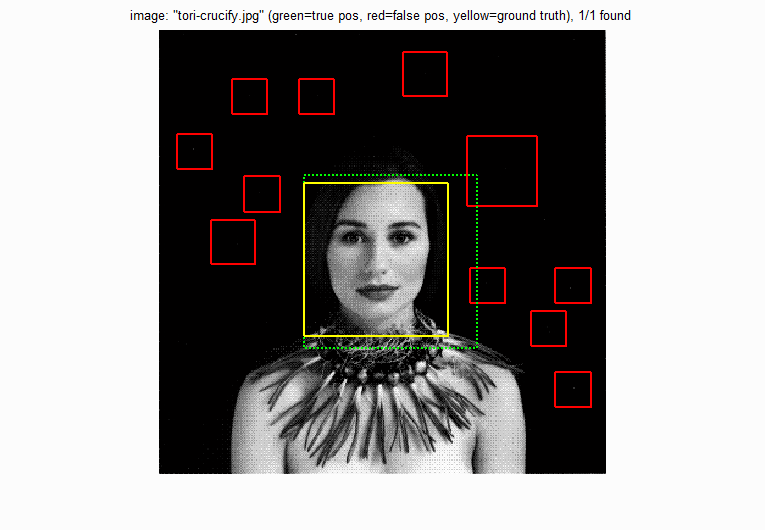 image: "tori-crucify.jpg" (green=true pos, red=false pos, yellow=ground truth), 1/1 found